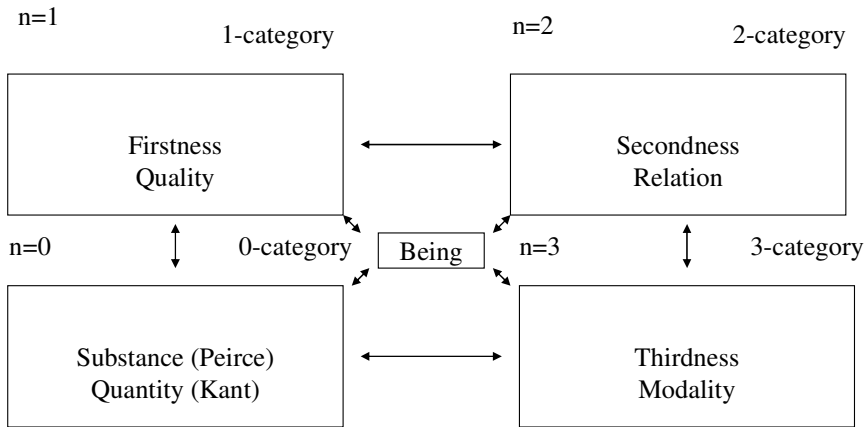 n=1
1-category
n=2
2-category
Firstness
Quality
Secondness
Relation
n=0
0-category
Being
n=3
3-category
Substance (Peirce)
Quantity (Kant)
Thirdness
Modality